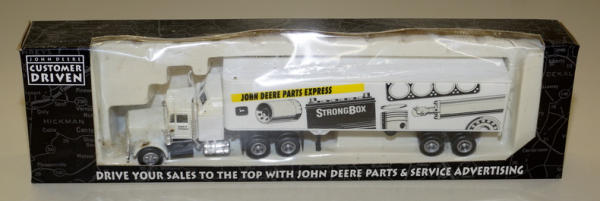 JOHN DEERE
CUSTOMER
DRIVEN
HICKMAN
JOHN DEERE PARTS EXPRESS
STRONGBOX
DRIVE YOUR SALES TO THE TOP WITH JOHN DEERE PARTS & SERVICE ADVERTISING